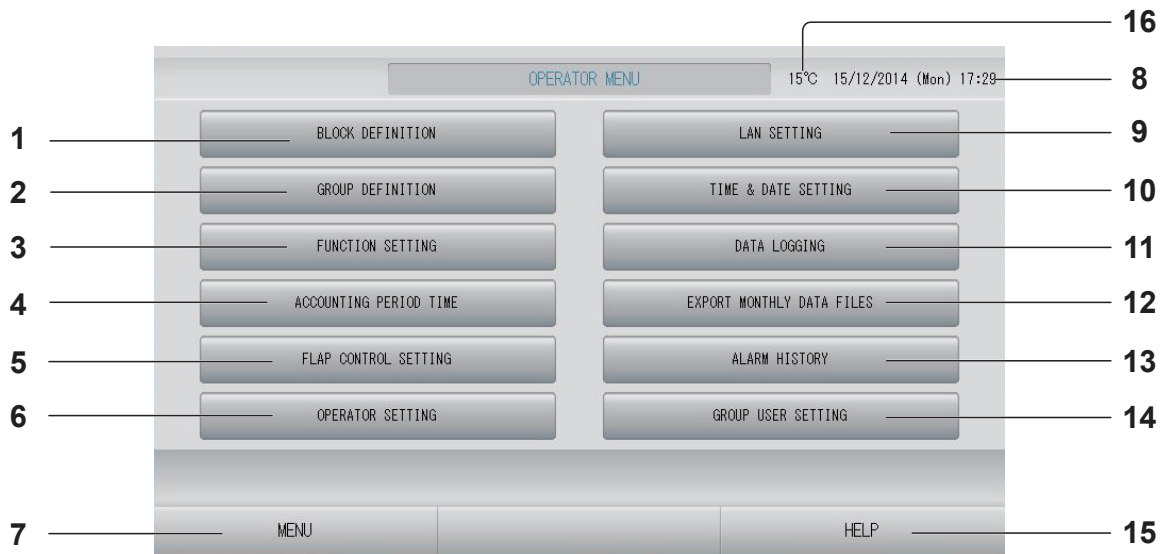 16
OPERATOR MENU 15℃ 15/12/2014 (Mon) 17:29 8
1 BLOCK DEFINITION LAN SETTING 9
2 GROUP DEFINITION TIME & DATE SETTING 10
3 FUNCTION SETTING DATA LOGGING 11
4 ACCOUNTING PERIOD TIME EXPORT MONTHLY DATA FILES 12
5 FLAP CONTROL SETTING ALARM HISTORY 13
6 OPERATOR SETTING GROUP USER SETTING 14
7 MENU HELP 15